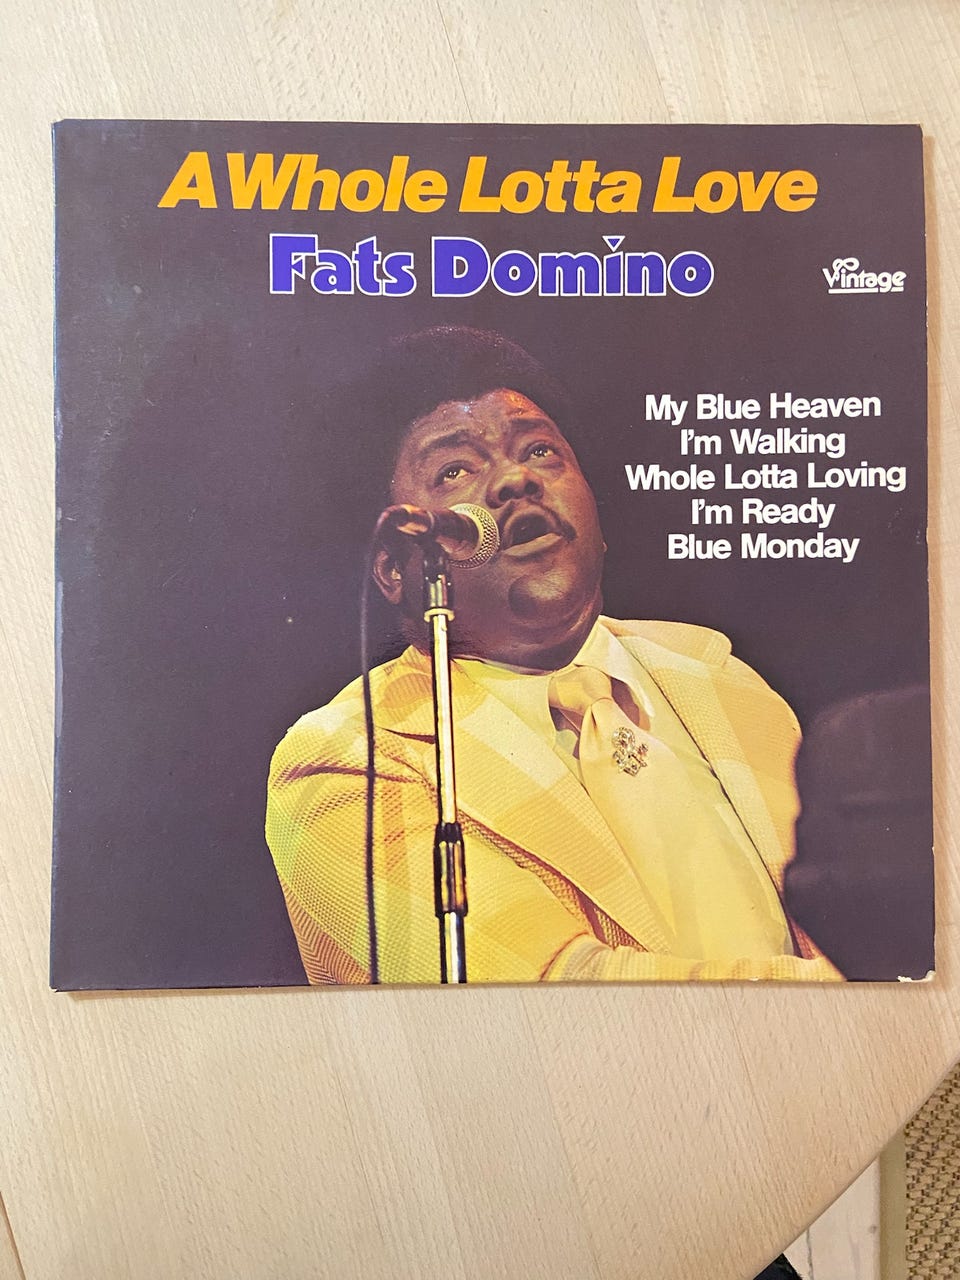 A Whole Lotta Love
Fats Domino
Vintage
My Blue Heaven
I'm Walking
Whole Lotta Loving
I'm Ready
Blue Monday